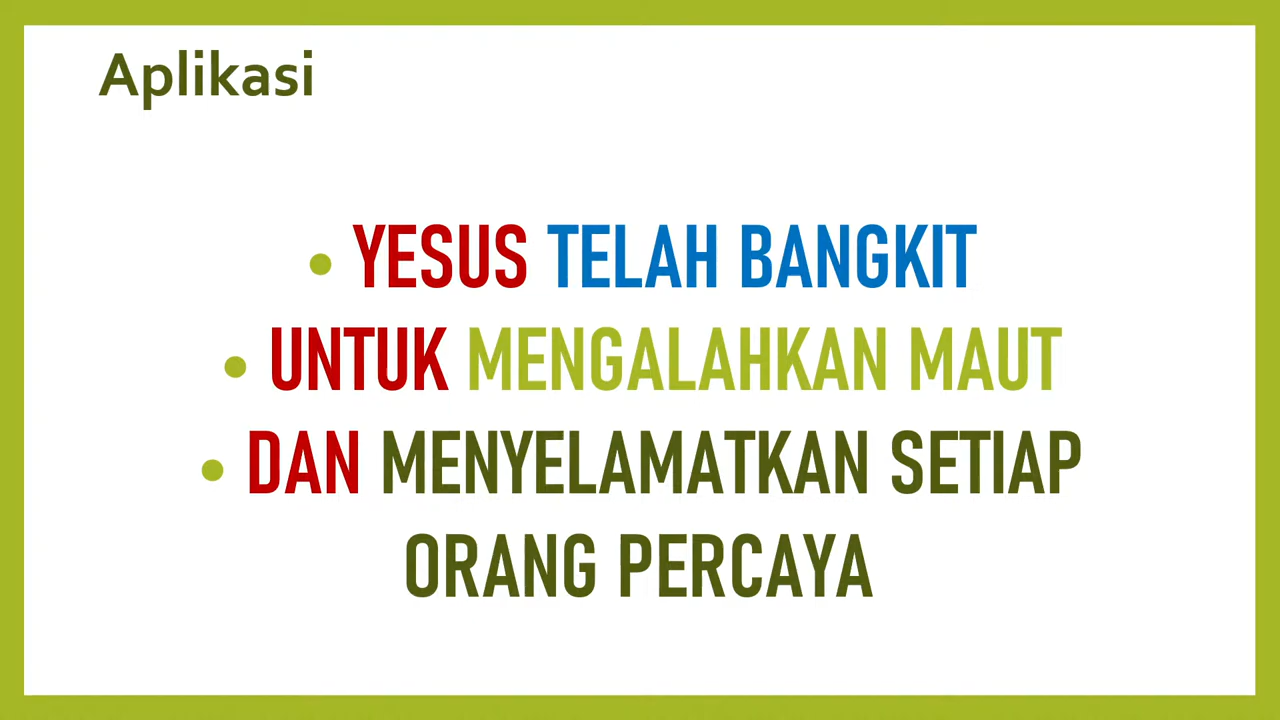 Aplikasi
• YESUS TELAH BANGKIT
• UNTUK MENGALAHKAN MAUT
• DAN MENYELAMATKAN SETIAP
ORANG PERCAYA